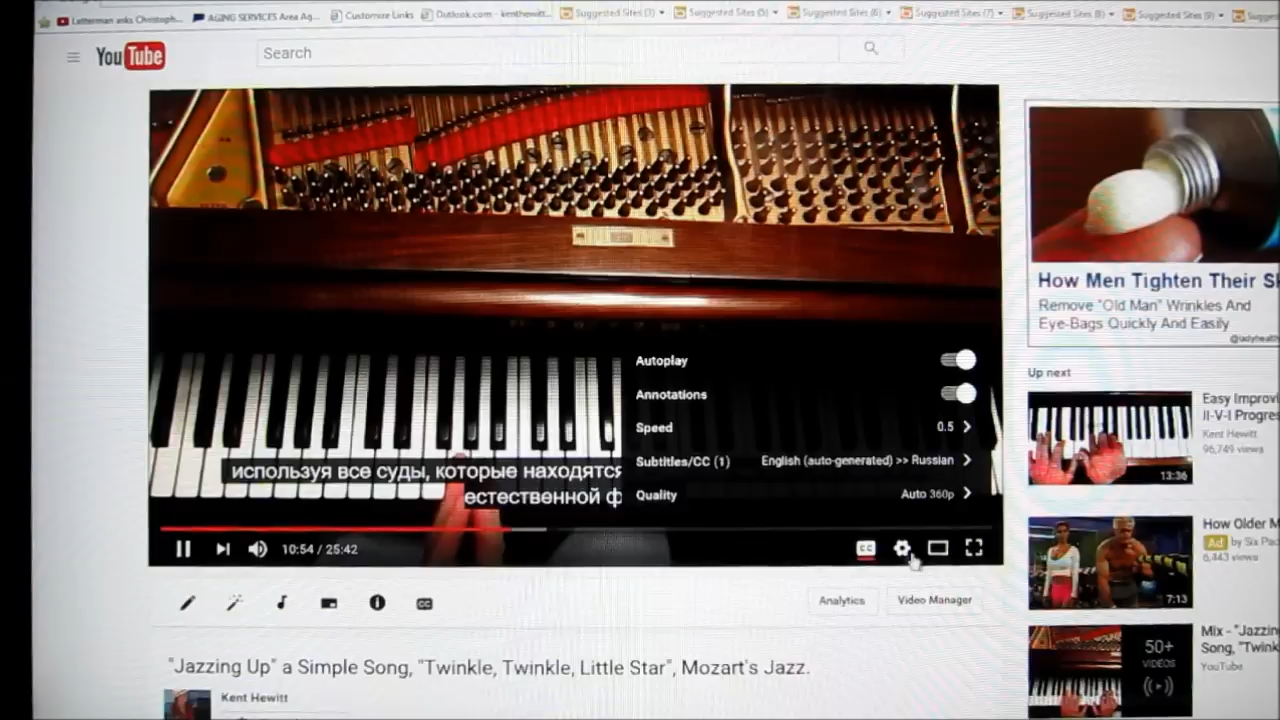 Letterman asks Christoph...
AGING SERVICES Area Ag...
Customize Links
Outlook.com - kenthewitt...
Suggested Sites (3)
Suggested Sites (5)
Suggested Sites (6)
Suggested Sites (7)
Suggested Sites (8)
Suggested Sites (9)
YouTube
Search
How Men Tighten Their Sk
Remove "Old Man" Wrinkles And
Eye-Bags Quickly And Easily
@ladyhealth
Autoplay
Annotations
Speed 0.5
Subtitles/CC (1) English (auto-generated) >> Russian
Quality Auto 360p
используя все суды, которые находятся
естественной ф
10:54 / 25:42
CC
CC
Analytics
Video Manager
"Jazzing Up" a Simple Song, "Twinkle, Twinkle, Little Star", Mozart's Jazz.
Kent Hewitt
Up next
Easy Improvi
II-V-I Progres
Kent Hewitt
96,749 views
13:36
How Older M
Ad by Six Pac
6,443 views
7:13
Mix - "Jazzin
Song, "Twink
YouTube
50+
VIDEOS